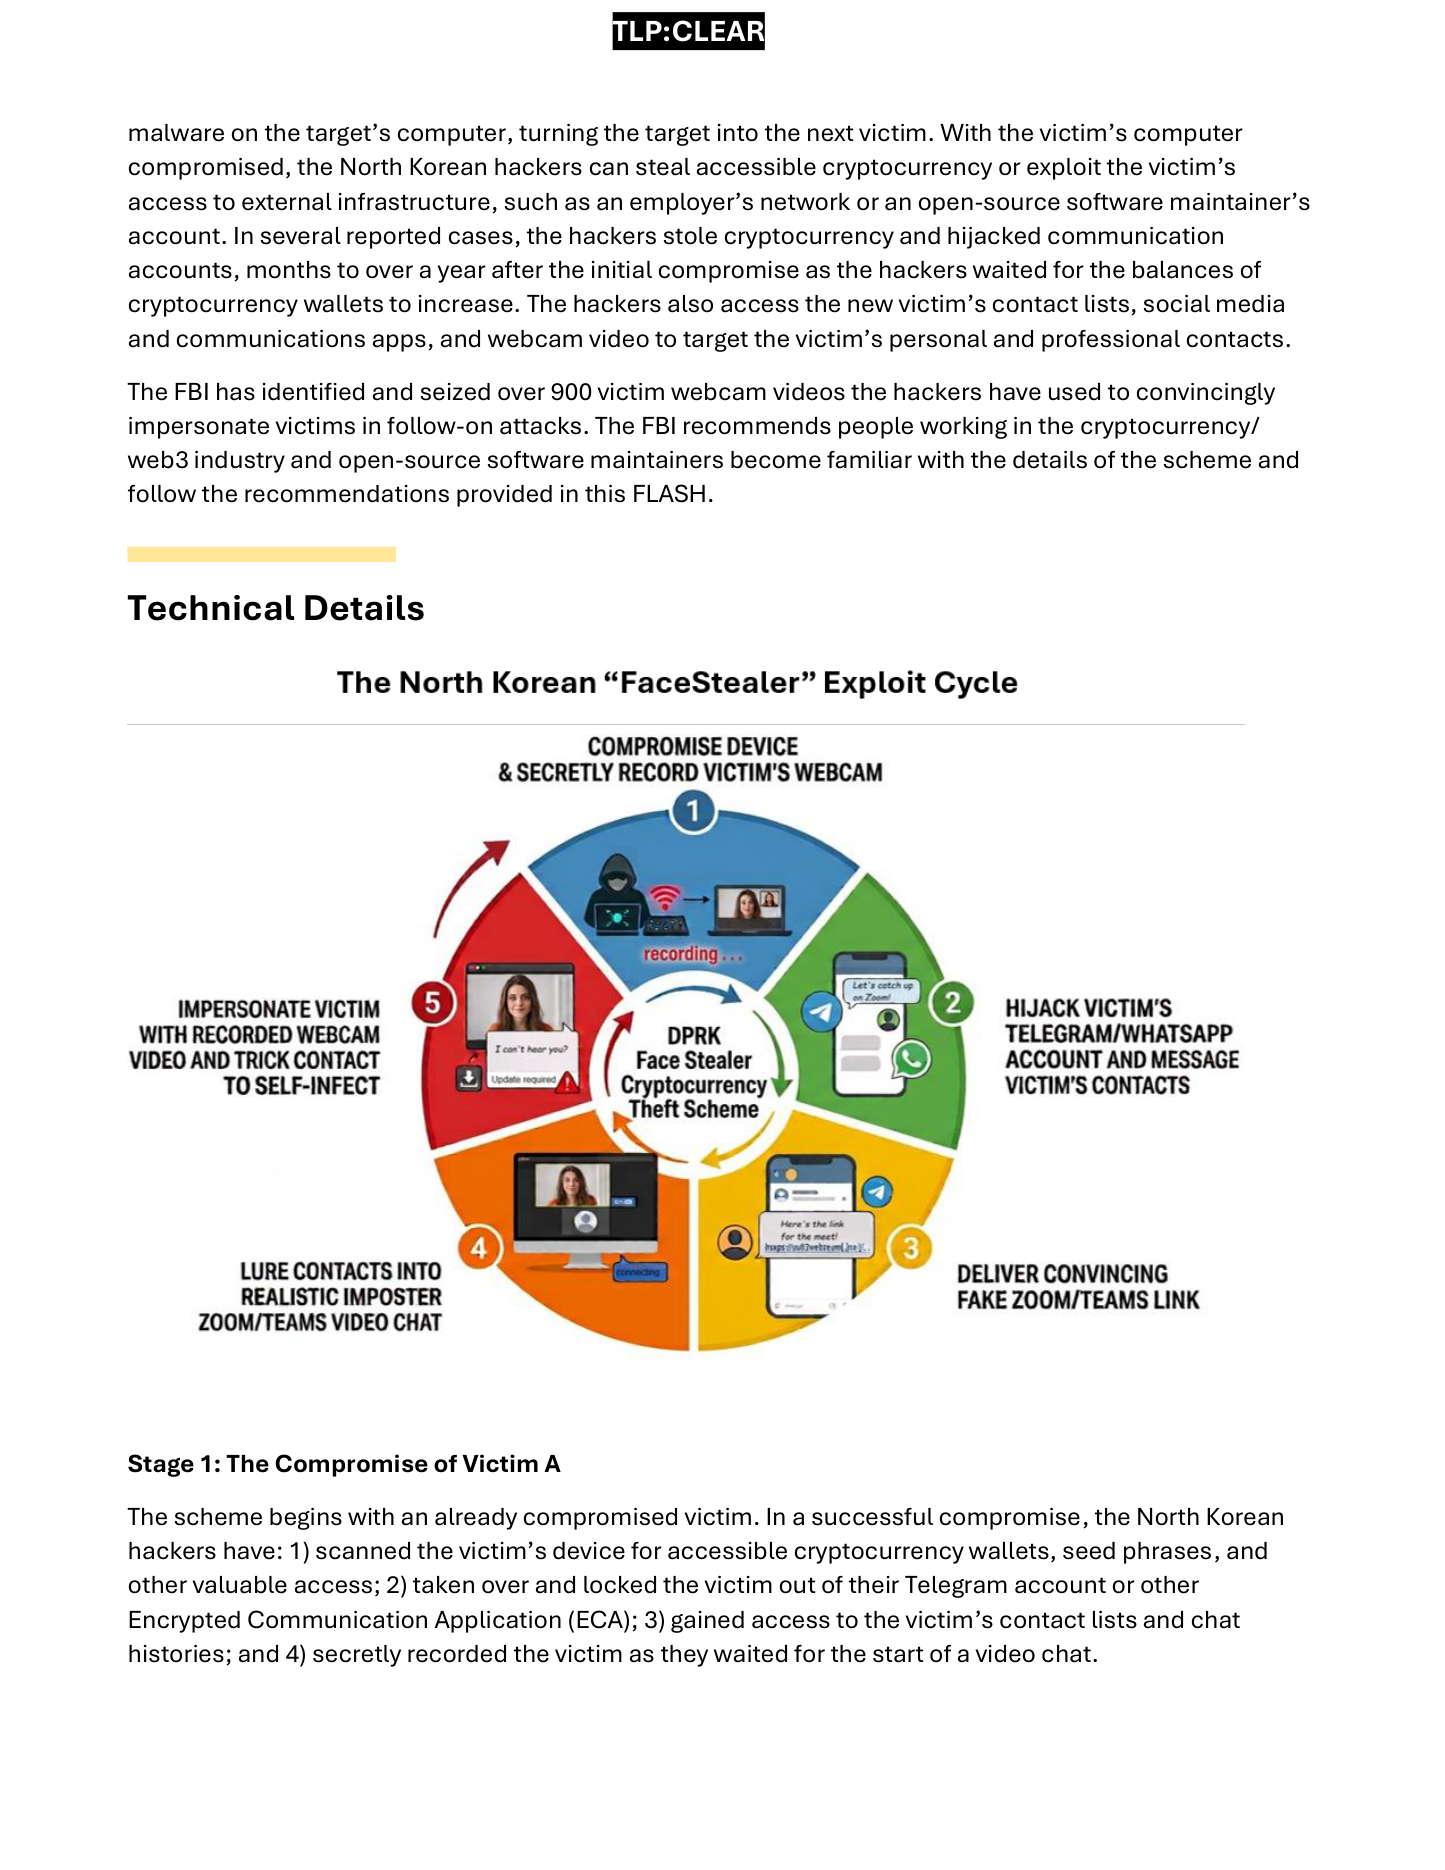 TLP:CLEAR
malware on the target’s computer, turning the target into the next victim. With the victim’s computer
compromised, the North Korean hackers can steal accessible cryptocurrency or exploit the victim’s
access to external infrastructure, such as an employer’s network or an open-source software maintainer’s
account. In several reported cases, the hackers stole cryptocurrency and hijacked communication
accounts, months to over a year after the initial compromise as the hackers waited for the balances of
cryptocurrency wallets to increase. The hackers also access the new victim’s contact lists, social media
and communications apps, and webcam video to target the victim’s personal and professional contacts.
The FBI has identified and seized over 900 victim webcam videos the hackers have used to convincingly
impersonate victims in follow-on attacks. The FBI recommends people working in the cryptocurrency/
web3 industry and open-source software maintainers become familiar with the details of the scheme and
follow the recommendations provided in this FLASH.
Technical Details
The North Korean “FaceStealer” Exploit Cycle
COMPROMISE DEVICE
& SECRETLY RECORD VICTIM'S WEBCAM
1
recording...
2
HIJACK VICTIM'S
TELEGRAM/WHATSAPP
ACCOUNT AND MESSAGE
VICTIM'S CONTACTS
Let's catch up
on Zoom!
3
DELIVER CONVINCING
FAKE ZOOM/TEAMS LINK
Here's the link
for the meet!
4
LURE CONTACTS INTO
REALISTIC IMPOSTER
ZOOM/TEAMS VIDEO CHAT
connecting
5
IMPERSONATE VICTIM
WITH RECORDED WEBCAM
VIDEO AND TRICK CONTACT
TO SELF-INFECT
I can't hear you?
Update required
DPRK
Face Stealer
Cryptocurrency
Theft Scheme
Stage 1: The Compromise of Victim A
The scheme begins with an already compromised victim. In a successful compromise, the North Korean
hackers have: 1) scanned the victim’s device for accessible cryptocurrency wallets, seed phrases, and
other valuable access; 2) taken over and locked the victim out of their Telegram account or other
Encrypted Communication Application (ECA); 3) gained access to the victim’s contact lists and chat
histories; and 4) secretly recorded the victim as they waited for the start of a video chat.